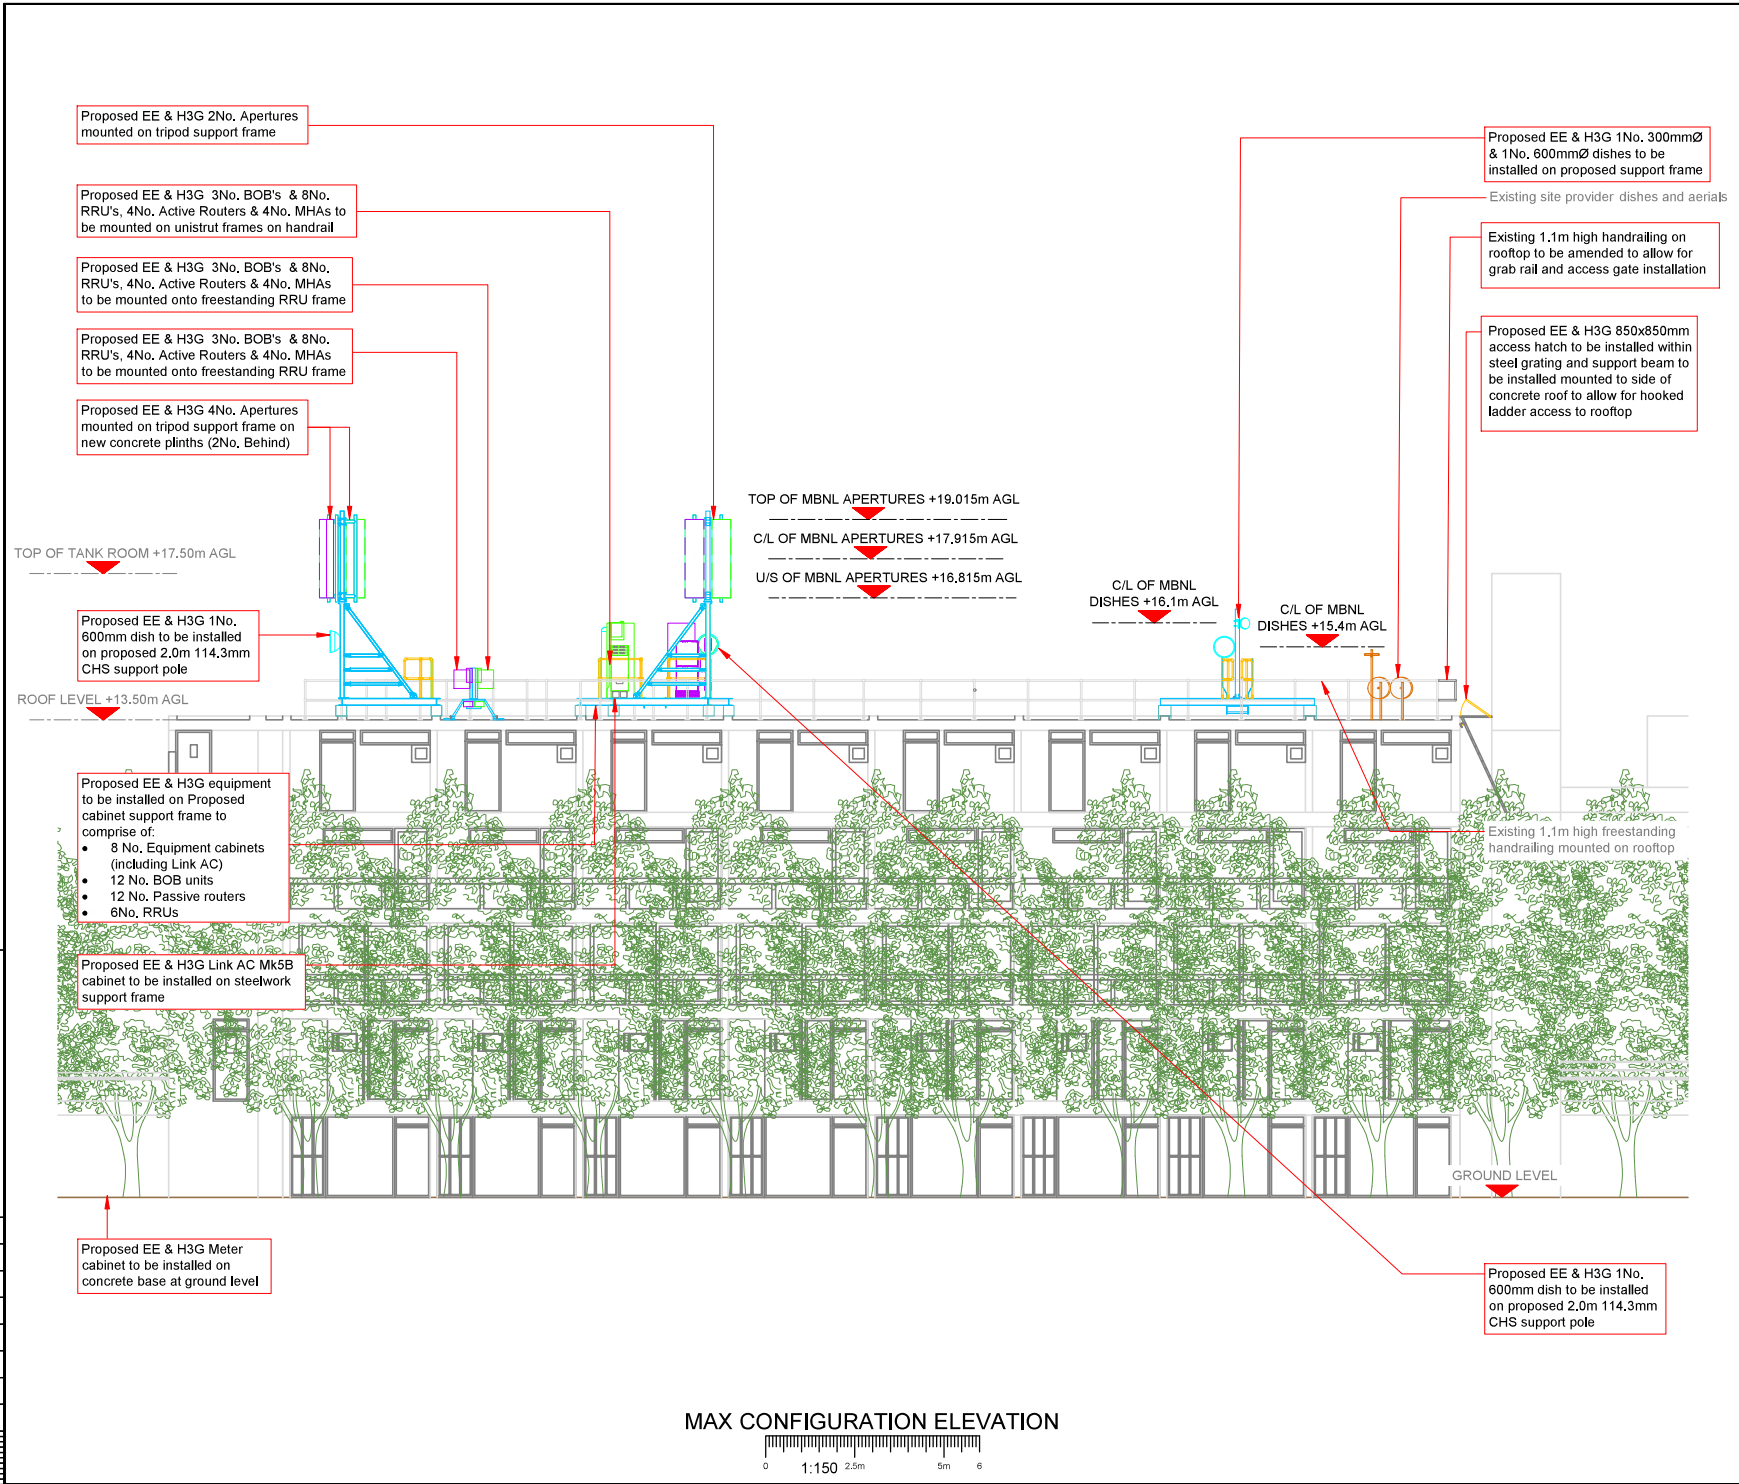 Proposed EE & H3G 2No. Apertures
mounted on tripod support frame
Proposed EE & H3G  3No. BOB's  & 8No.
RRU's, 4No. Active Routers & 4No. MHAs to
be mounted on unistrut frames on handrail
Proposed EE & H3G  3No. BOB's  & 8No.
RRU's, 4No. Active Routers & 4No. MHAs
to be mounted onto freestanding RRU frame
Proposed EE & H3G  3No. BOB's  & 8No.
RRU's, 4No. Active Routers & 4No. MHAs
to be mounted onto freestanding RRU frame
Proposed EE & H3G 4No. Apertures
mounted on tripod support frame on
new concrete plinths (2No. Behind)
TOP OF TANK ROOM +17.50m AGL
Proposed EE & H3G 1No.
600mm dish to be installed
on proposed 2.0m 114.3mm
CHS support pole
ROOF LEVEL +13.50m AGL
Proposed EE & H3G equipment
to be installed on Proposed
cabinet support frame to
comprise of:
• 8 No. Equipment cabinets
(including Link AC)
• 12 No. BOB units
• 12 No. Passive routers
• 6No. RRUs
Proposed EE & H3G Link AC Mk5B
cabinet to be installed on steelwork
support frame
Proposed EE & H3G Meter
cabinet to be installed on
concrete base at ground level
TOP OF MBNL APERTURES +19.015m AGL
C/L OF MBNL APERTURES +17.915m AGL
U/S OF MBNL APERTURES +16.815m AGL
C/L OF MBNL
DISHES +16.1m AGL
C/L OF MBNL
DISHES +15.4m AGL
Proposed EE & H3G 1No. 300mmØ
& 1No. 600mmØ dishes to be
installed on proposed support frame
Existing site provider dishes and aerials
Existing 1.1m high handrailing on
rooftop to be amended to allow for
grab rail and access gate installation
Proposed EE & H3G 850x850mm
access hatch to be installed within
steel grating and support beam to
be installed mounted to side of
concrete roof to allow for hooked
ladder access to rooftop
Existing 1.1m high freestanding
handrailing mounted on rooftop
GROUND LEVEL
Proposed EE & H3G 1No.
600mm dish to be installed
on proposed 2.0m 114.3mm
CHS support pole
MAX CONFIGURATION ELEVATION
0 1:150 2.5m 5m 6